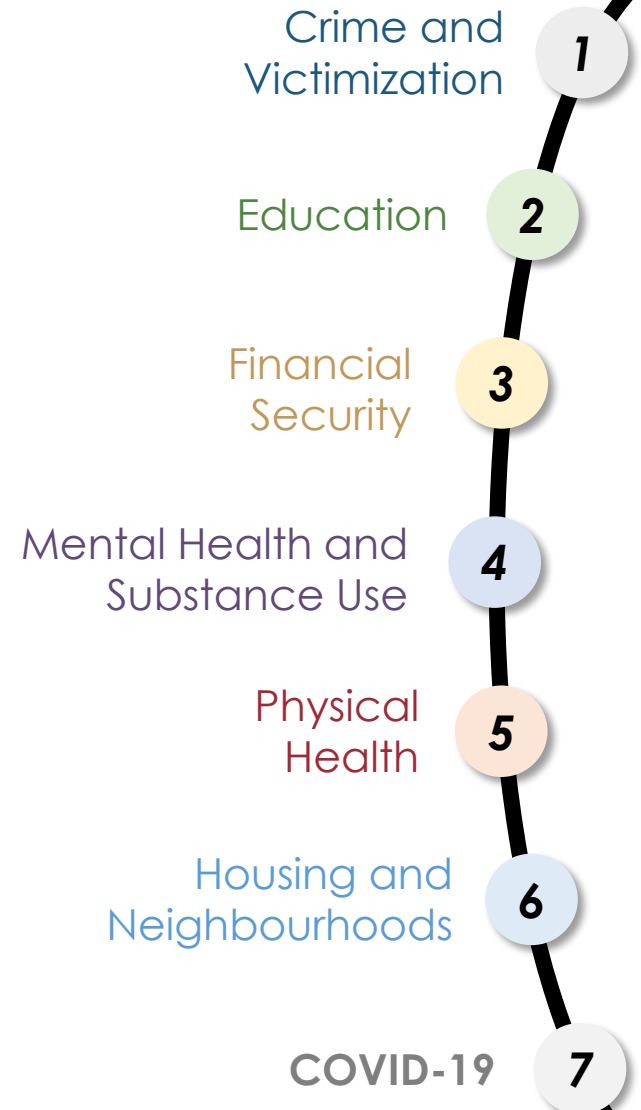 Crime and
Victimization
1
Education
2
Financial
Security
3
Mental Health and
Substance Use
4
Physical
Health
5
Housing and
Neighbourhoods
6
COVID-19
7